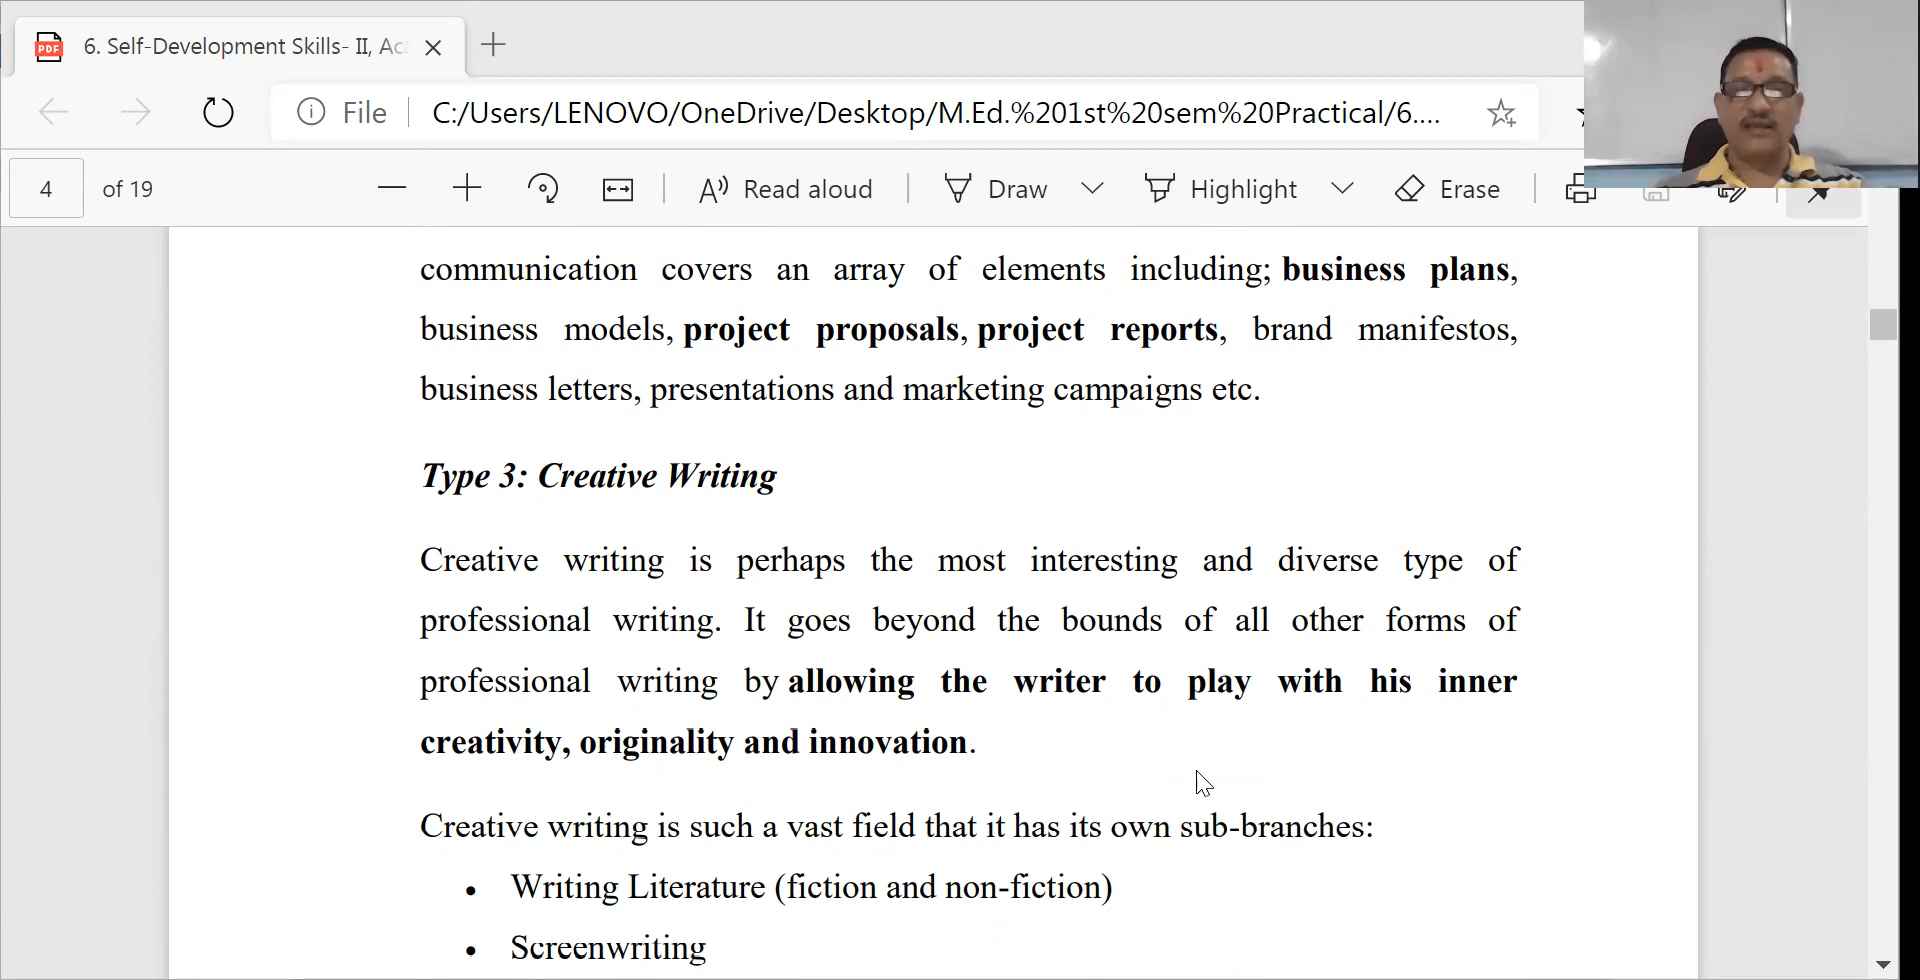 6. Self-Development Skills- II, Aca
File
C:/Users/LENOVO/OneDrive/Desktop/M.Ed.%201st%20sem%20Practical/6....
4 of 19
Read aloud
Draw
Highlight
Erase
communication covers an array of elements including; business plans,
business models, project proposals, project reports, brand manifestos,
business letters, presentations and marketing campaigns etc.
Type 3: Creative Writing
Creative writing is perhaps the most interesting and diverse type of
professional writing. It goes beyond the bounds of all other forms of
professional writing by allowing the writer to play with his inner
creativity, originality and innovation.
Creative writing is such a vast field that it has its own sub-branches:
• Writing Literature (fiction and non-fiction)
• Screenwriting